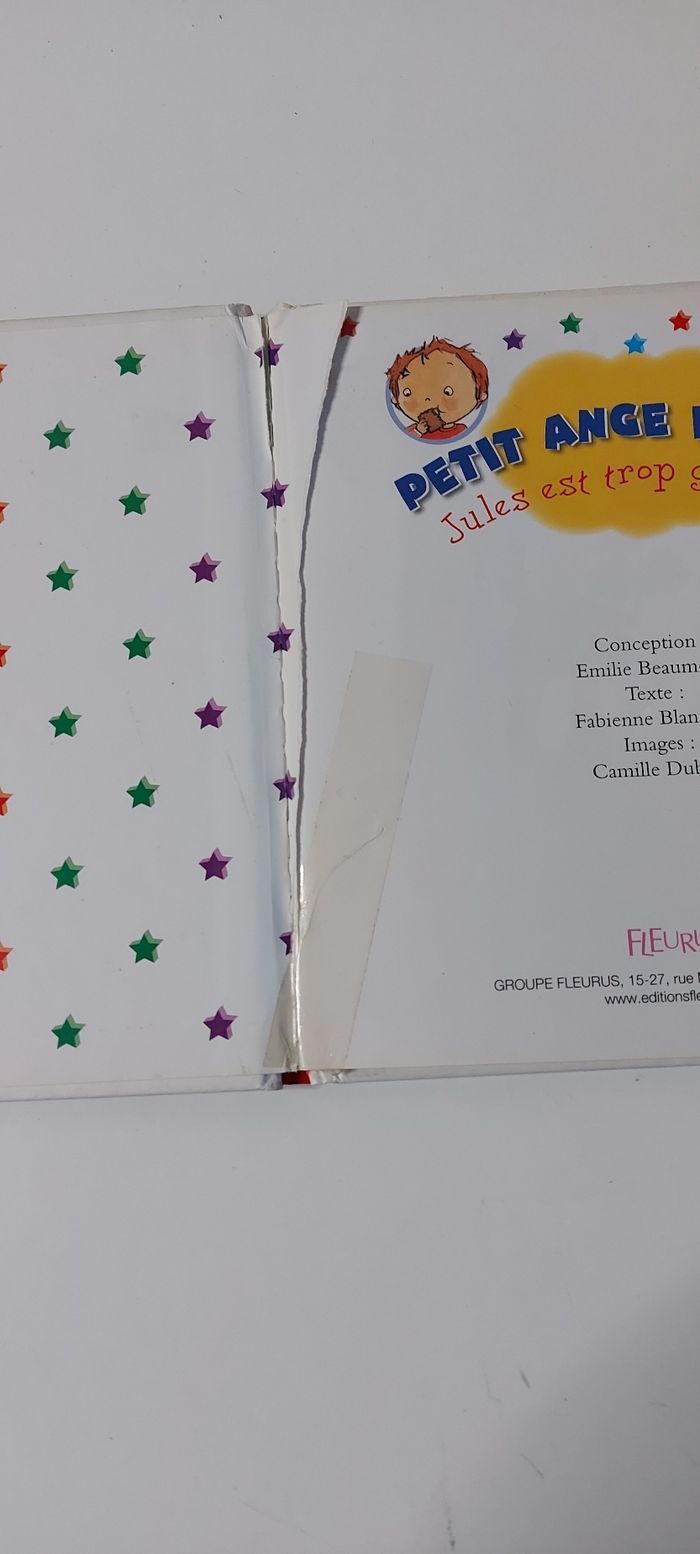 PETIT ANGE
Jules est trop
Conception
Emilie
Texte :
Fabienne
Images :
Camille
GROUPE FLEURUS, 15-27, rue